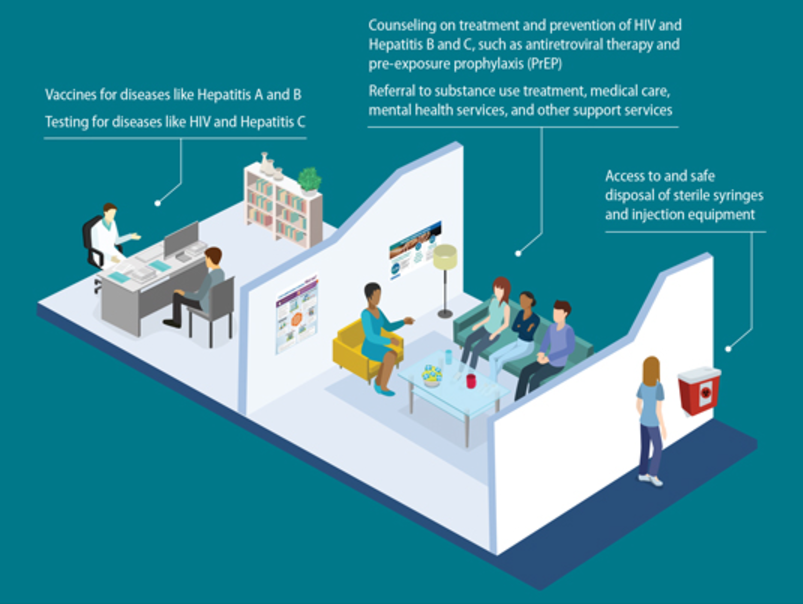 Counseling on treatment and prevention of HIV and
Hepatitis B and C, such as antiretroviral therapy and
pre-exposure prophylaxis (PrEP)
Referral to substance use treatment, medical care,
mental health services, and other support services
Vaccines for diseases like Hepatitis A and B
Testing for diseases like HIV and Hepatitis C
Access to and safe
disposal of sterile syringes
and injection equipment